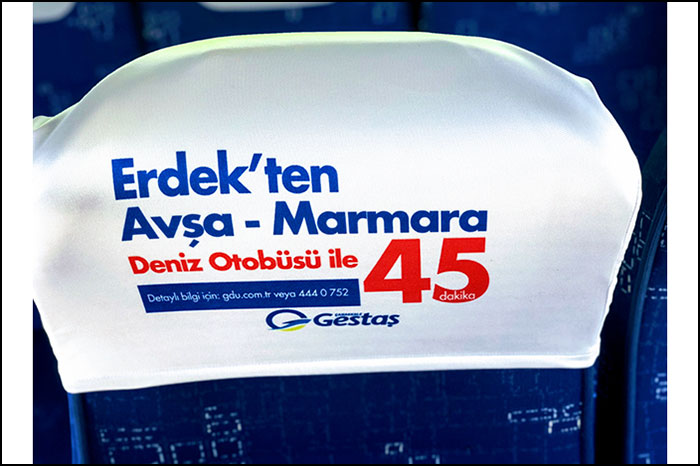 Erdek'ten
Avşa - Marmara
Deniz Otobüsü ile 45
dakika
Detaylı bilgi için: gdu.com.tr veya 444 0 752
ÇANAKKALE
Gestaş